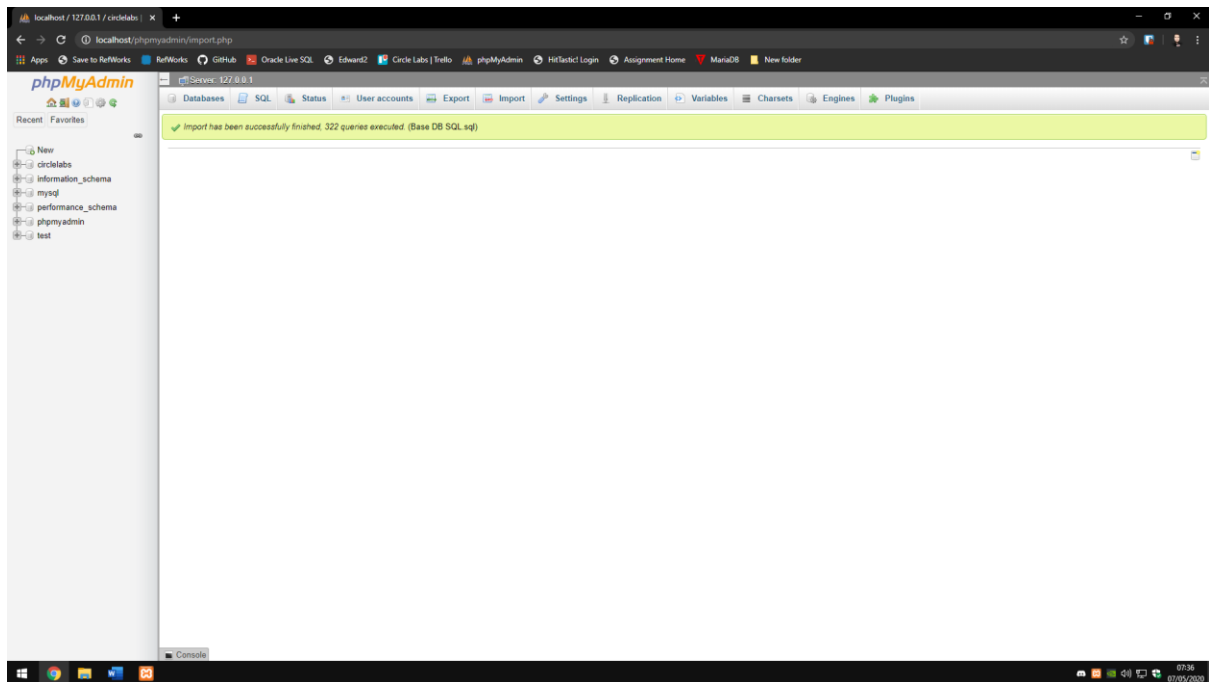 localhost / 127.0.0.1 / circlelabs |
localhost/phpmyadmin/import.php
Apps Save to RefWorks RefWorks GitHub Oracle Live SQL Edward2 Circle Labs | Trello phpMyAdmin HitTastic! Login Assignment Home MariaDB New folder
phpMyAdmin
Recent Favorites
New
circlelabs
information_schema
mysql
performance_schema
phpmyadmin
test
Server: 127.0.0.1
Databases SQL Status User accounts Export Import Settings Replication Variables Charsets Engines Plugins
Import has been successfully finished, 322 queries executed. (Base DB SQL.sql)
Console
07:36
07/05/2020